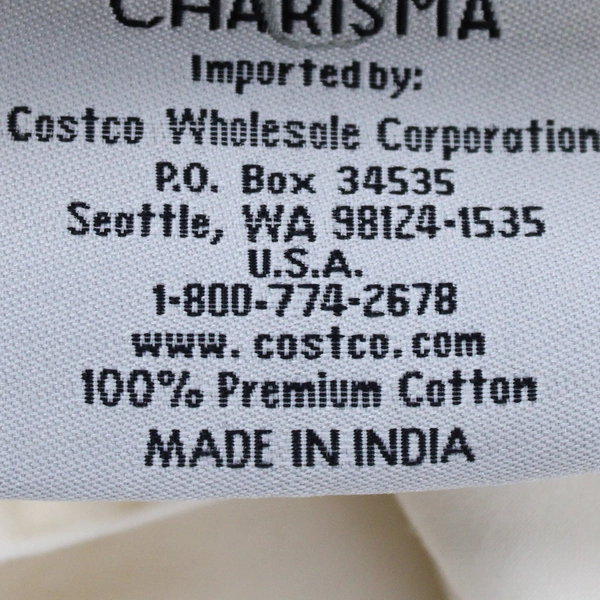 CHARISMA
Imported by:
Costco Wholesale Corporation
P.O. Box 34535
Seattle, WA 98124-1535
U.S.A.
1-800-774-2678
www.costco.com
100% Premium Cotton
MADE IN INDIA